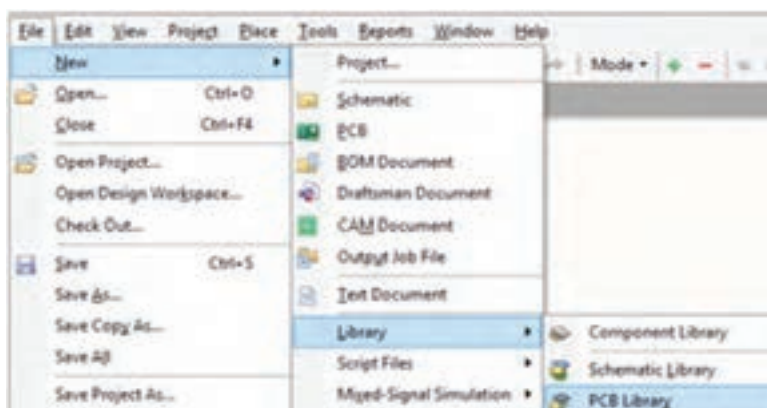 File Edit View Project Place Tools Reports Window Help
New
Open... Ctrl+O
Close Ctrl+F4
Open Project...
Open Design Workspace...
Check Out...
Save Ctrl+S
Save As...
Save Copy As...
Save All
Save Project As...
Project...
Schematic
PCB
BOM Document
Draftsman Document
CAM Document
Output Job File
Text Document
Library
Script Files
Mixed-Signal Simulation
Mode
Component Library
Schematic Library
PCB Library